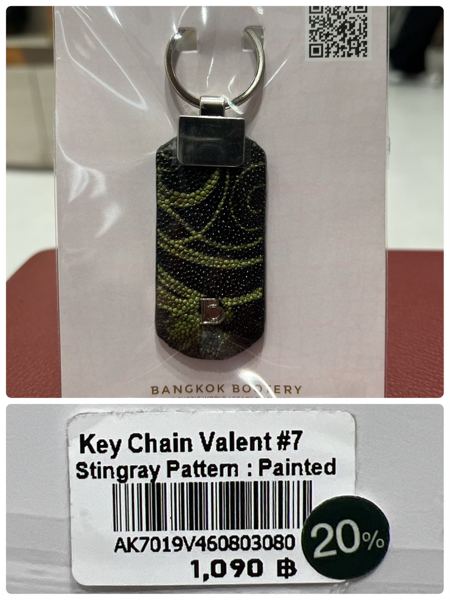 B
BANGKOK BOOTERY
Key Chain Valent #7
Stingray Pattern : Painted
AK7019V460803080
1,090 ฿
20%